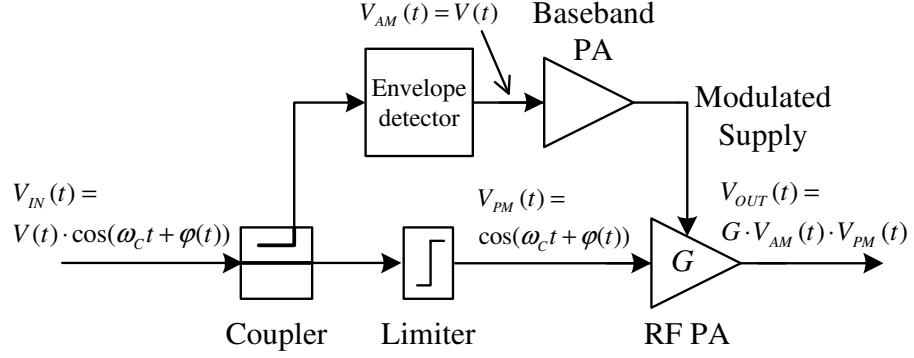 V_AM(t) = V(t)
Baseband
PA
Envelope
detector
Modulated
Supply
V_IN(t) =
V(t)·cos(ω_C t + φ(t))
V_PM(t) =
cos(ω_C t + φ(t))
V_OUT(t) =
G·V_AM(t)·V_PM(t)
G
Coupler
Limiter
RF PA